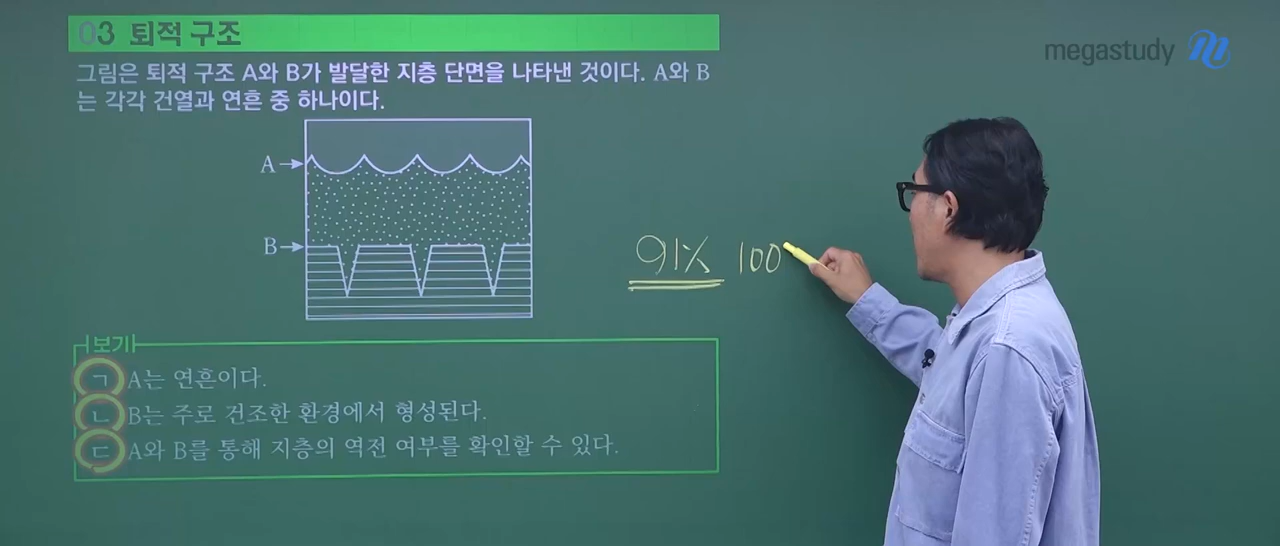 03 퇴적 구조
megastudy
그림은 퇴적 구조 A와 B가 발달한 지층 단면을 나타낸 것이다. A와 B
는 각각 건열과 연흔 중 하나이다.
A
B
91% 100
보기
ㄱ A는 연흔이다.
ㄴ B는 주로 건조한 환경에서 형성된다.
ㄷ A와 B를 통해 지층의 역전 여부를 확인할 수 있다.